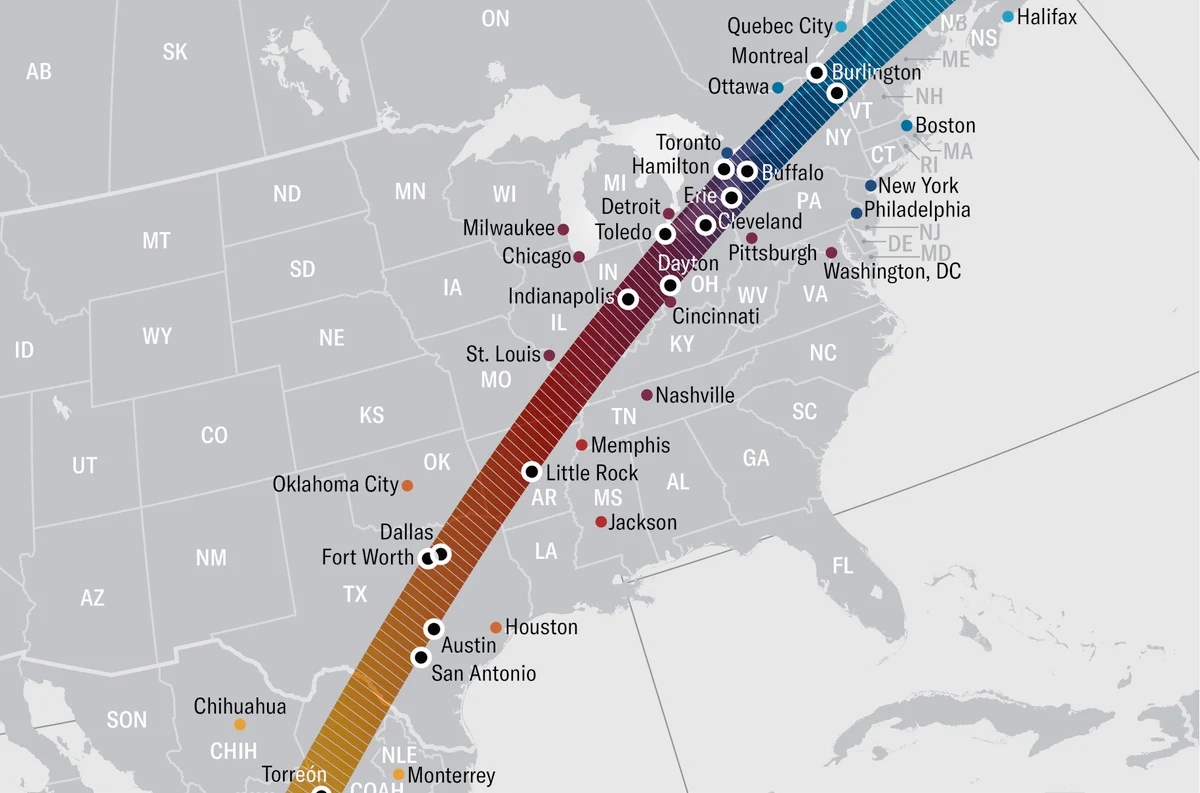 ON
Quebec City
NB
Halifax
NS
SK
AB
Montreal
Burlington
ME
Ottawa
NH
VT
Boston
NY
Toronto
MA
CT
RI
Hamilton
Buffalo
MI
ND
MN
WI
Erie
PA
New York
Detroit
Philadelphia
Milwaukee
Toledo
Cleveland
NJ
MT
DE
MD
Chicago
Pittsburgh
Dayton
Washington, DC
SD
IN
OH
IA
Indianapolis
WV
VA
Cincinnati
IL
WY
NE
ID
KY
NC
St. Louis
MO
Nashville
KS
TN
SC
CO
Memphis
UT
OK
GA
Little Rock
Oklahoma City
AL
AR
MS
Jackson
Dallas
LA
Fort Worth
NM
FL
TX
AZ
Houston
Austin
San Antonio
Chihuahua
SON
CHIH
NLE
Torreón
Monterrey
COAH